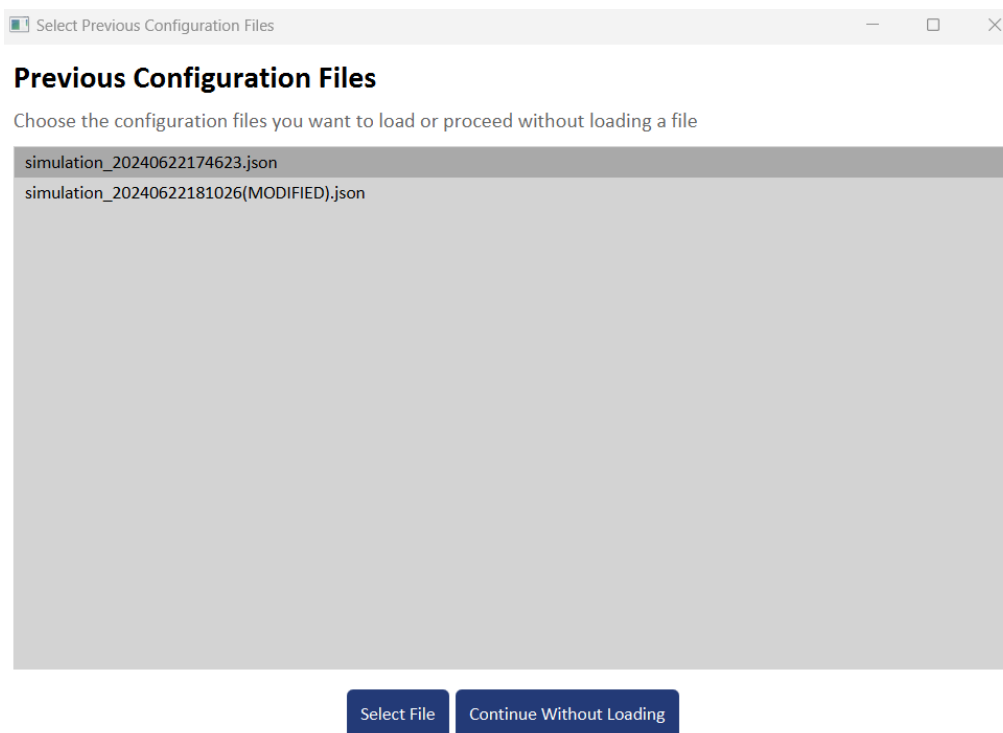 Select Previous Configuration Files
Previous Configuration Files
Choose the configuration files you want to load or proceed without loading a file
simulation_20240622174623.json
simulation_20240622181026(MODIFIED).json
Select File
Continue Without Loading